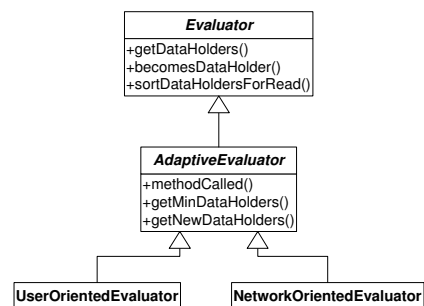 Evaluator
+getDataHolders()
+becomesDataHolder()
+sortDataHoldersForRead()
AdaptiveEvaluator
+methodCalled()
+getMinDataHolders()
+getNewDataHolders()
UserOrientedEvaluator
NetworkOrientedEvaluator